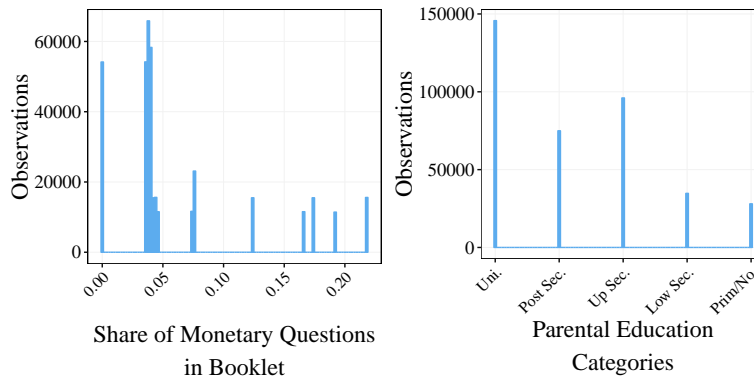 Observations
60000
40000
20000
0
0.00
0.05
0.10
0.15
0.20
Share of Monetary Questions
in Booklet
Observations
150000
100000
50000
0
Uni.
Post Sec.
Up Sec.
Low Sec.
Prim/No
Parental Education
Categories